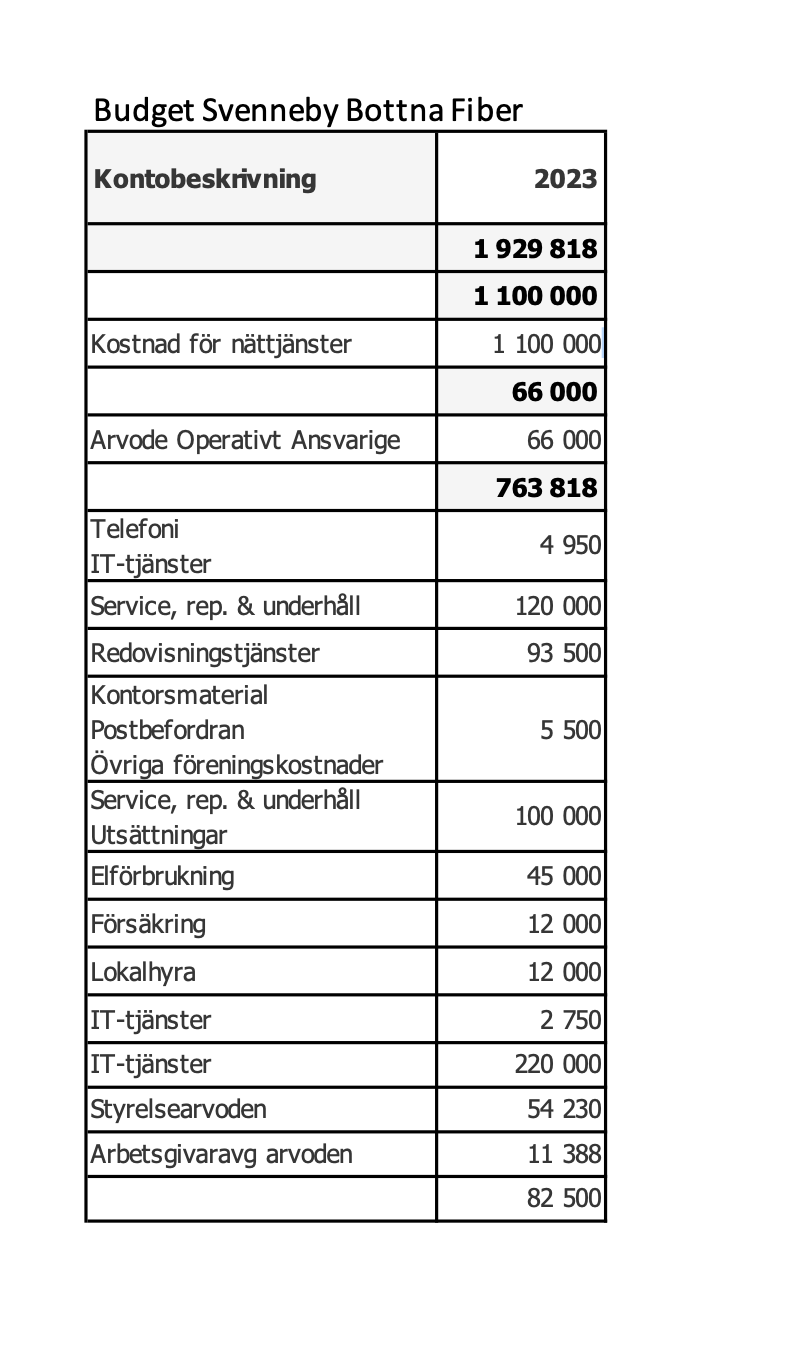 Budget Svenneby Bottna Fiber
Kontobeskrivning 2023
1 929 818
1 100 000
Kostnad för nättjänster 1 100 000
66 000
Arvode Operativt Ansvarige 66 000
763 818
Telefoni
IT-tjänster 4 950
Service, rep. & underhåll 120 000
Redovisningstjänster 93 500
Kontorsmaterial
Postbefordran 5 500
Övriga föreningskostnader
Service, rep. & underhåll
Utsättningar 100 000
Elförbrukning 45 000
Försäkring 12 000
Lokalhyra 12 000
IT-tjänster 2 750
IT-tjänster 220 000
Styrelsearvoden 54 230
Arbetsgivaravg arvoden 11 388
82 500